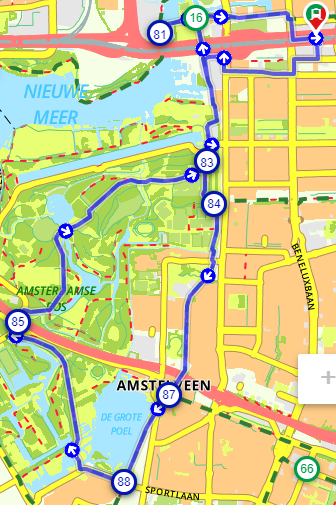 16
81
NIEUWE
MEER
83
84
BENELUXBAAN
AMSTERDAMSE
BOS
85
AMSTELVEEN
87
DE GROTE
POEL
66
88
SPORTLAAN
+